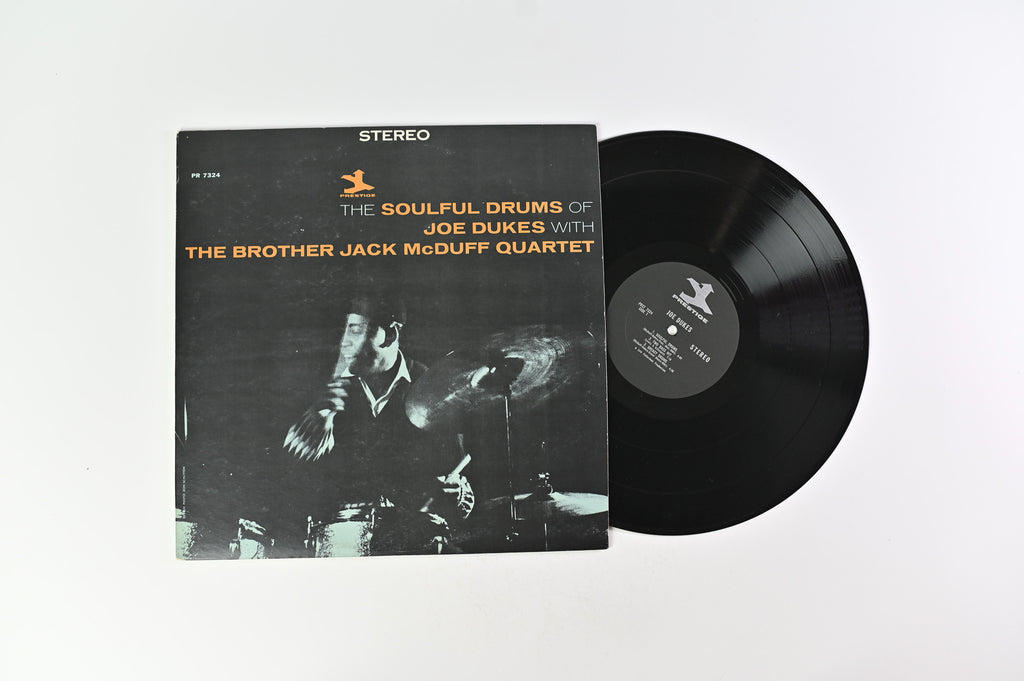 STEREO
PR 7324
PRESTIGE
THE SOULFUL DRUMS OF
JOE DUKES WITH
THE BROTHER JACK McDUFF QUARTET
PRESTIGE
JOE DUKES
STEREO